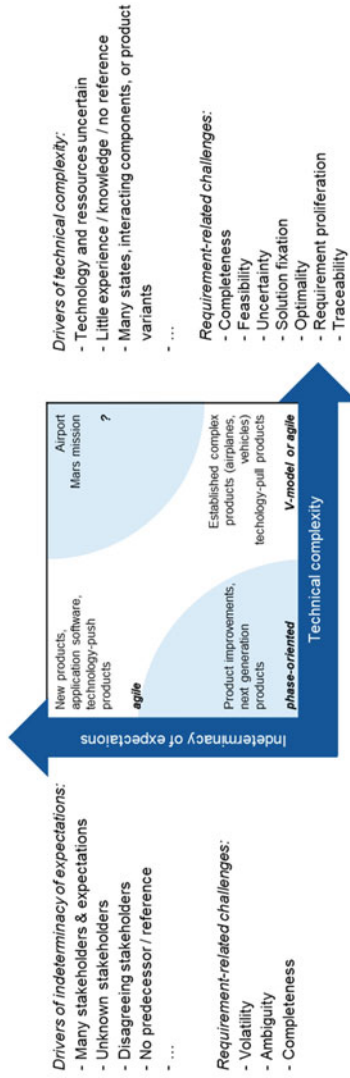 Drivers of indeterminacy of expectations:
- Many stakeholders & expectations
- Unknown stakeholders
- Disagreeing stakeholders
- No predecessor / reference
- …
Requirement-related challenges:
- Volatility
- Ambiguity
- Completeness
Indeterminacy of expectaions
New products,
application software,
technology-push
products
agile
Airport
Mars mission
?
Product improvements,
next generation
products
phase-oriented
Established complex
products (airplanes,
vehicles)
techology-pull products
V-model or agile
Technical complexity
Drivers of technical complexity:
- Technology and ressources uncertain
- Little experience / knowledge / no reference
- Many states, interacting components, or product
variants
- …
Requirement-related challenges:
- Completeness
- Feasibility
- Uncertainty
- Solution fixation
- Optimality
- Requirement proliferation
- Traceability